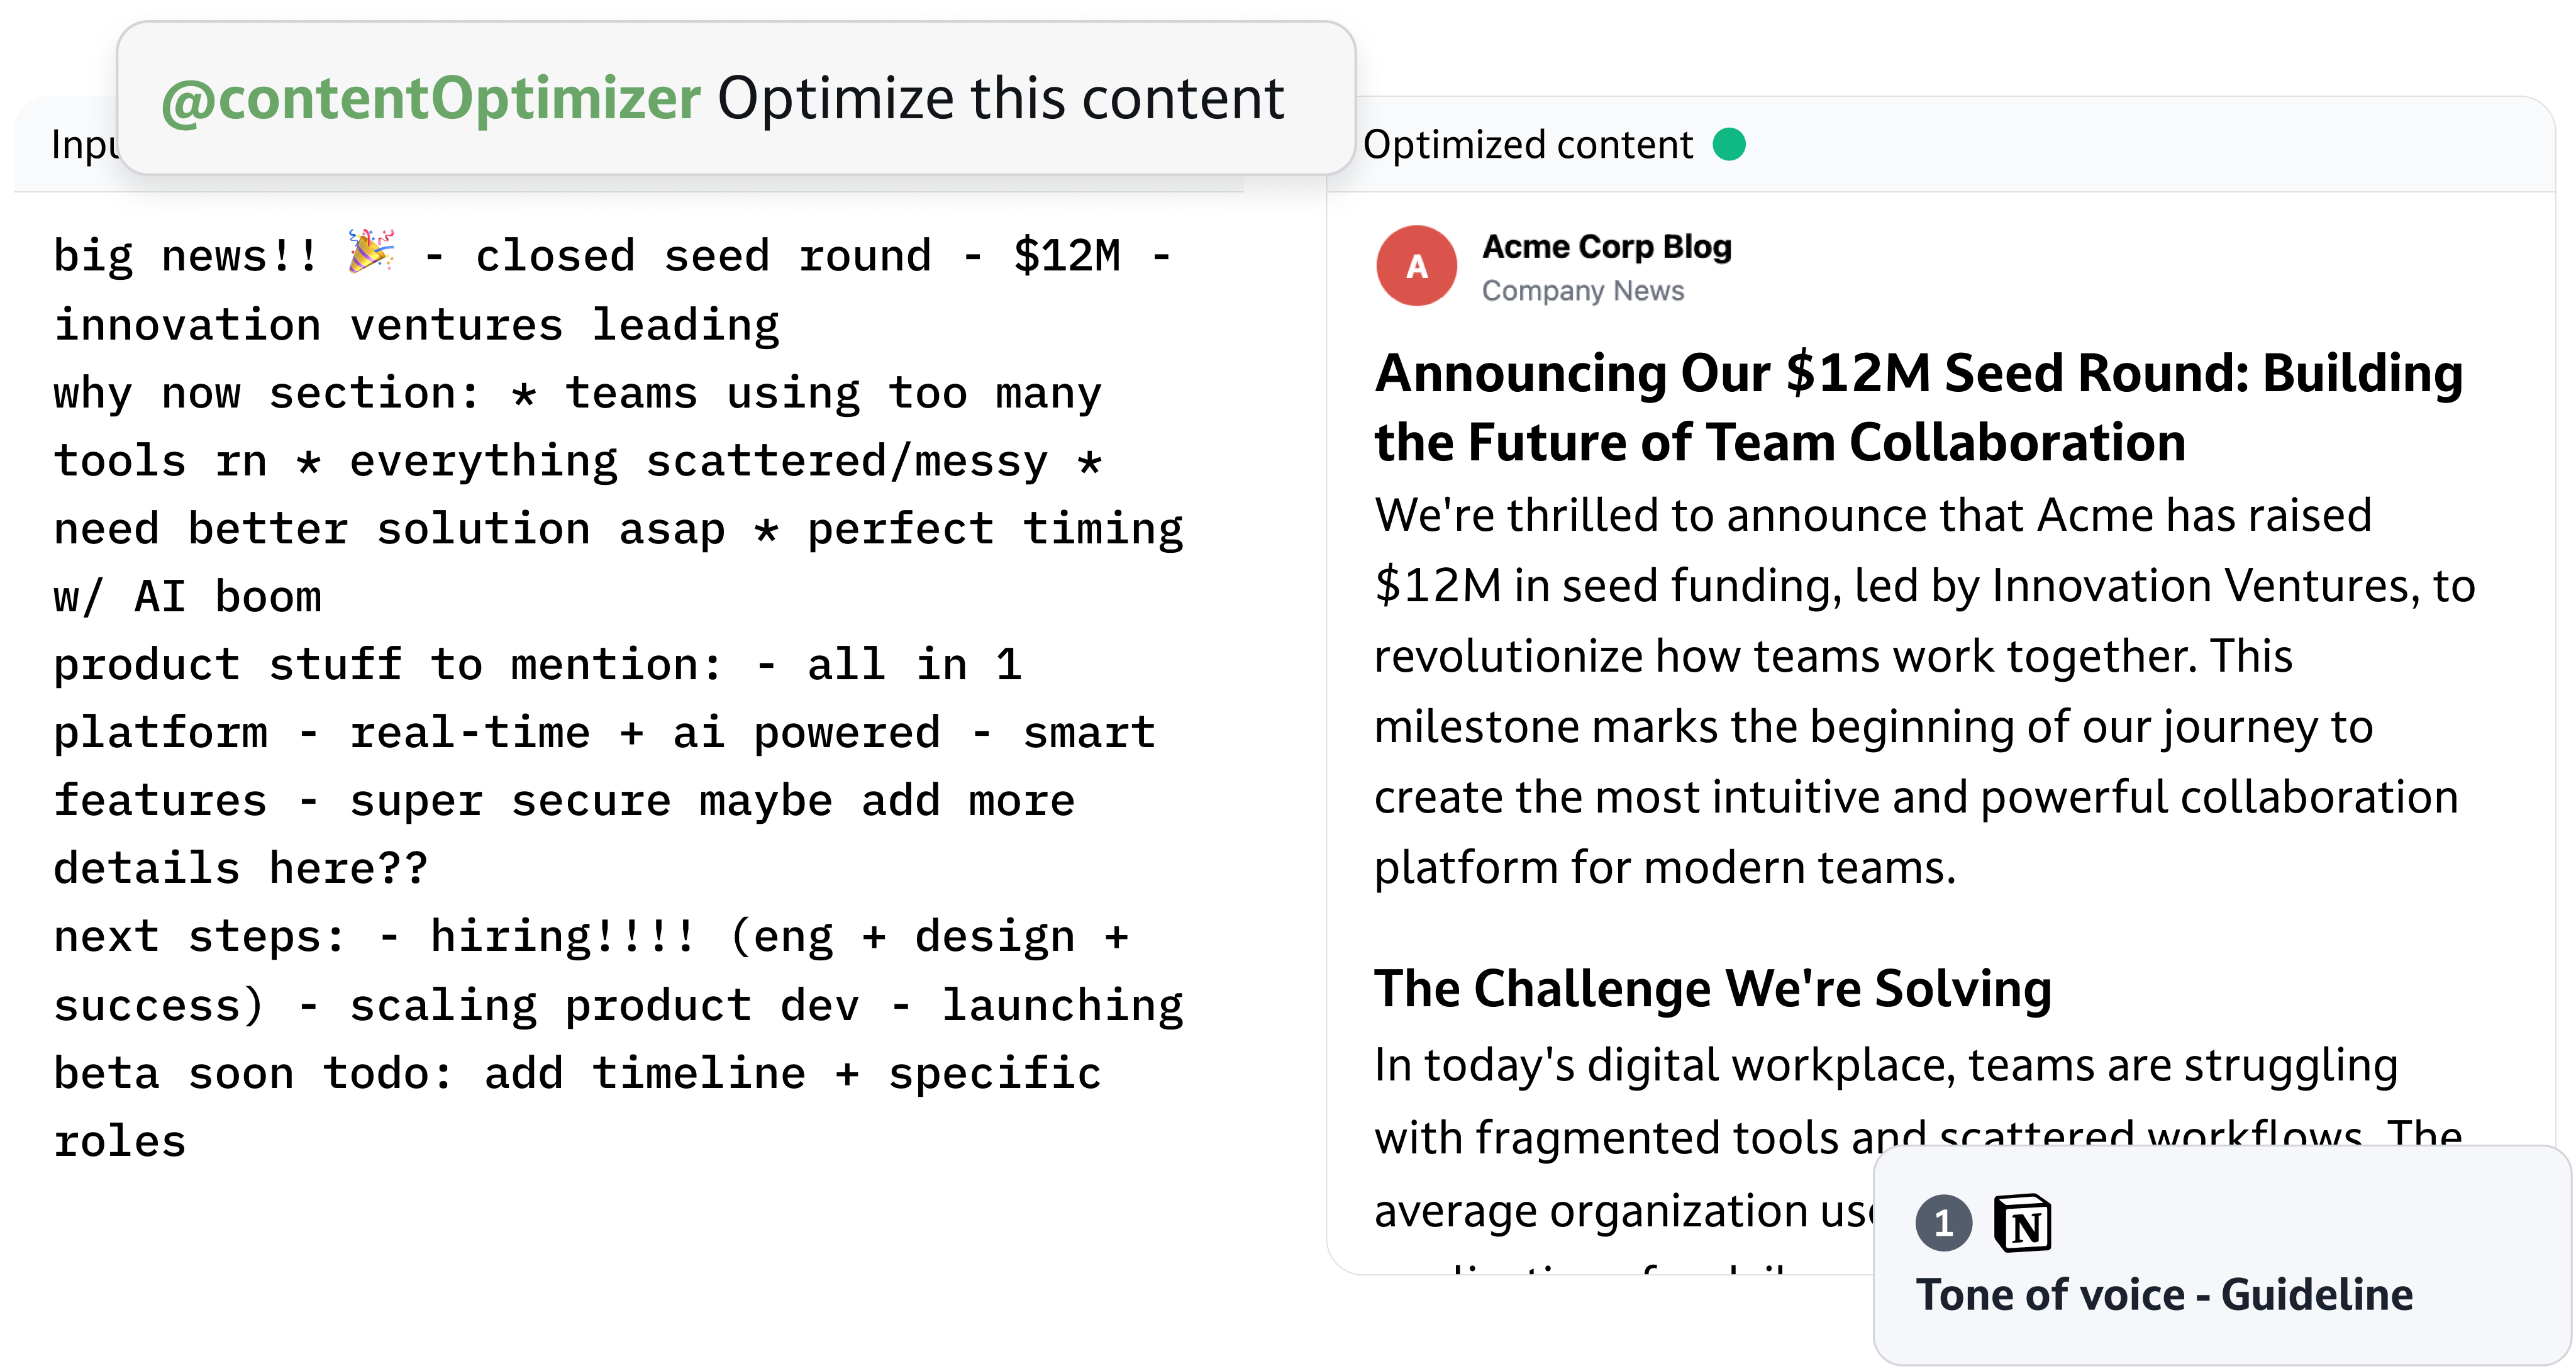 @contentOptimizer Optimize this content
big news!! 🎉 - closed seed round - $12M -
innovation ventures leading
why now section: * teams using too many
tools rn * everything scattered/messy *
need better solution asap * perfect timing
w/ AI boom
product stuff to mention: - all in 1
platform - real-time + ai powered - smart
features - super secure maybe add more
details here??
next steps: - hiring!!!! (eng + design +
success) - scaling product dev - launching
beta soon todo: add timeline + specific
roles
Optimized content
A
Acme Corp Blog
Company News
Announcing Our $12M Seed Round: Building
the Future of Team Collaboration
We're thrilled to announce that Acme has raised
$12M in seed funding, led by Innovation Ventures, to
revolutionize how teams work together. This
milestone marks the beginning of our journey to
create the most intuitive and powerful collaboration
platform for modern teams.
The Challenge We're Solving
In today's digital workplace, teams are struggling
with fragmented tools and scattered workflows. The
average organization
1 N
Tone of voice - Guideline